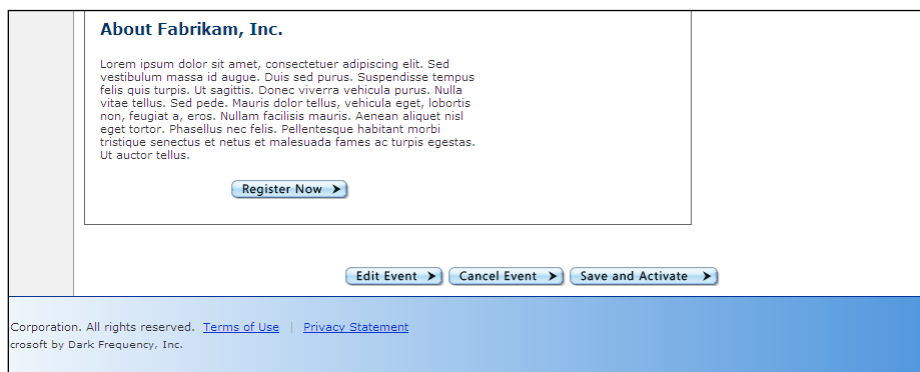 About Fabrikam, Inc.
Lorem ipsum dolor sit amet, consectetuer adipiscing elit. Sed
vestibulum massa id augue. Duis sed purus. Suspendisse tempus
felis quis turpis. Ut sagittis. Donec viverra vehicula purus. Nulla
vitae tellus. Sed pede. Mauris dolor tellus, vehicula eget, lobortis
non, feugiat a, eros. Nullam facilisis mauris. Aenean aliquet nisl
eget tortor. Phasellus nec felis. Pellentesque habitant morbi
tristique senectus et netus et malesuada fames ac turpis egestas.
Ut auctor tellus.
Register Now
Edit Event Cancel Event Save and Activate
Corporation. All rights reserved. Terms of Use | Privacy Statement
crosoft by Dark Frequency, Inc.